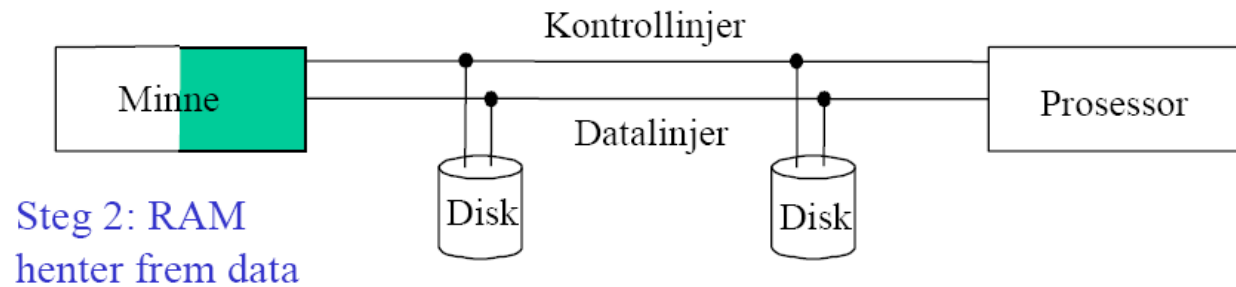 Kontrollinjer
Minne
Prosessor
Datalinjer
Disk
Disk
Steg 2: RAM
henter frem data